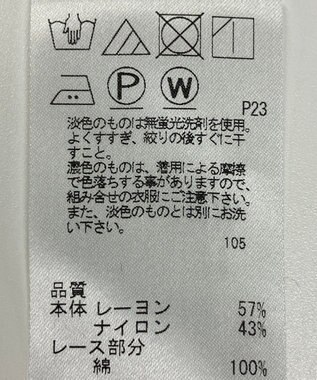 P W
P23
淡色のものは無蛍光洗剤を使用。
よくすすぎ、絞りの後すぐに干
すこと。
濃色のものは、着用による摩擦
で色落ちする事がありますので、
組み合せの衣服にご注意下さい。
また、淡色のものとは別にお洗
い下さい。
105
品質
本体 レーヨン 57%
ナイロン 43%
レース部分
綿 100%